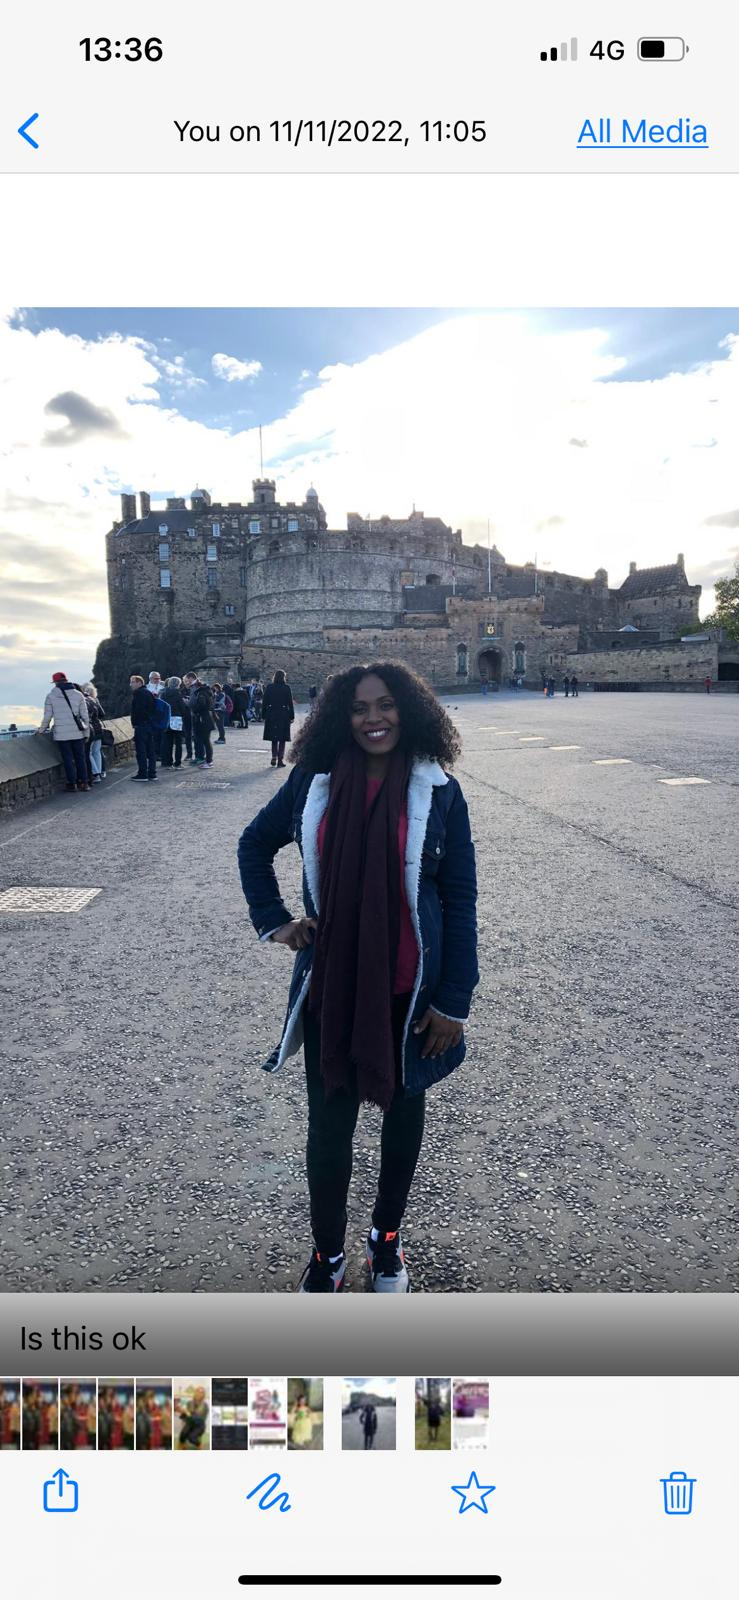 13:36
4G
You on 11/11/2022, 11:05
All Media
Is this ok